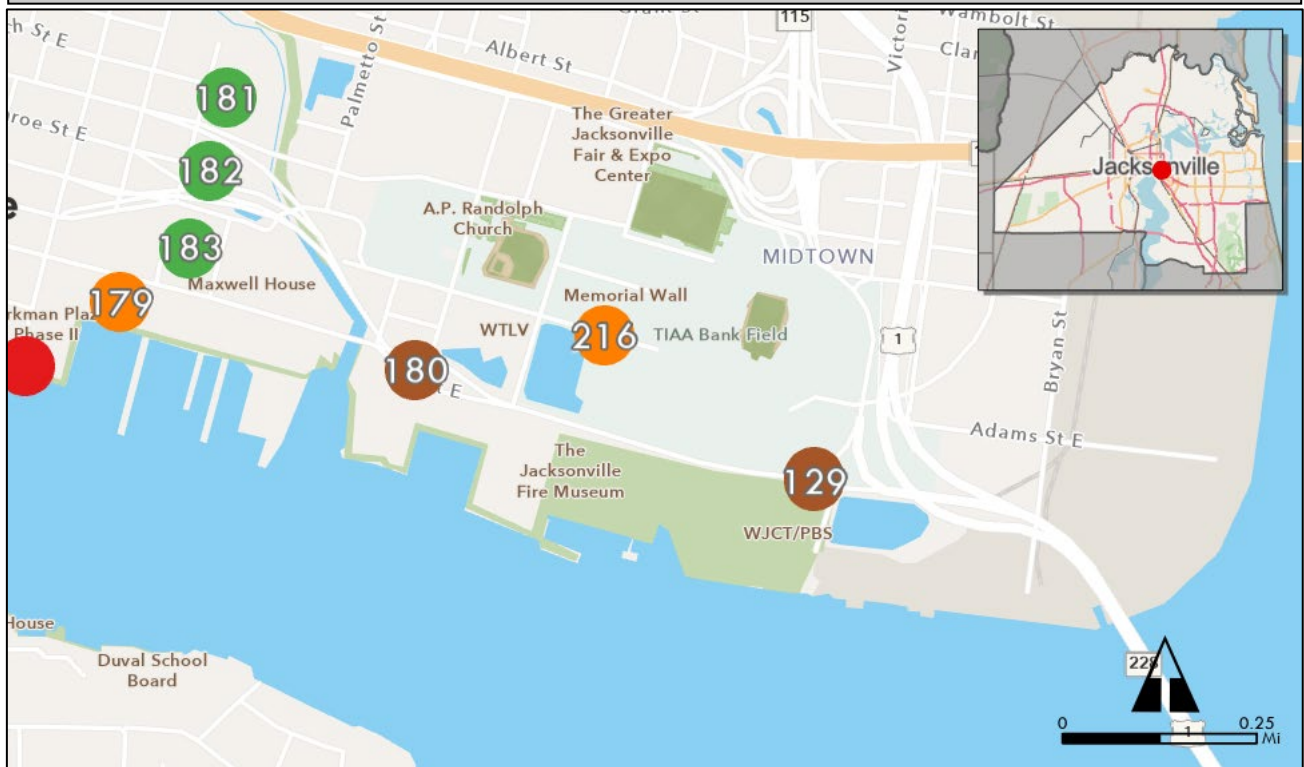 115
Wambolt St
Albert St
181
Palmetto St
The Greater
Jacksonville
Fair & Expo
Center
Jacksonville
182
A.P. Randolph
Church
183
MIDTOWN
Maxwell House
179
Memorial Wall
Phase II
WTLV
216
TIAA Bank Field
1
Bryan St
180
E
Adams St E
The
Jacksonville
Fire Museum
129
WJCT/PBS
House
Duval School
Board
228
0
0.25
1
Mi